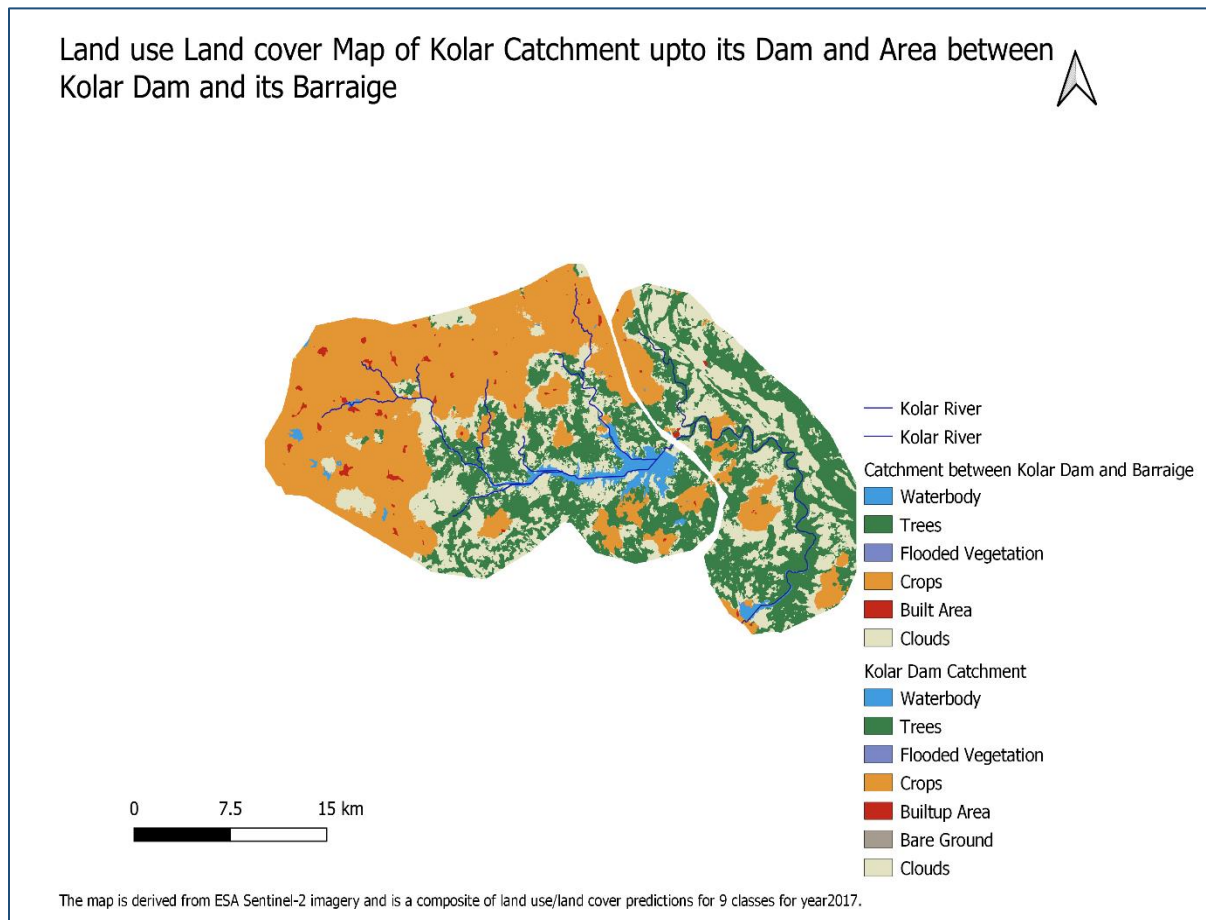 Land use Land cover Map of Kolar Catchment upto its Dam and Area between
Kolar Dam and its Barraige
Kolar River
Kolar River
Catchment between Kolar Dam and Barraige
Waterbody
Trees
Flooded Vegetation
Crops
Built Area
Clouds
Kolar Dam Catchment
Waterbody
Trees
Flooded Vegetation
Crops
Builtup Area
Bare Ground
Clouds
0 7.5 15 km
The map is derived from ESA Sentinel-2 imagery and is a composite of land use/land cover predictions for 9 classes for year2017.